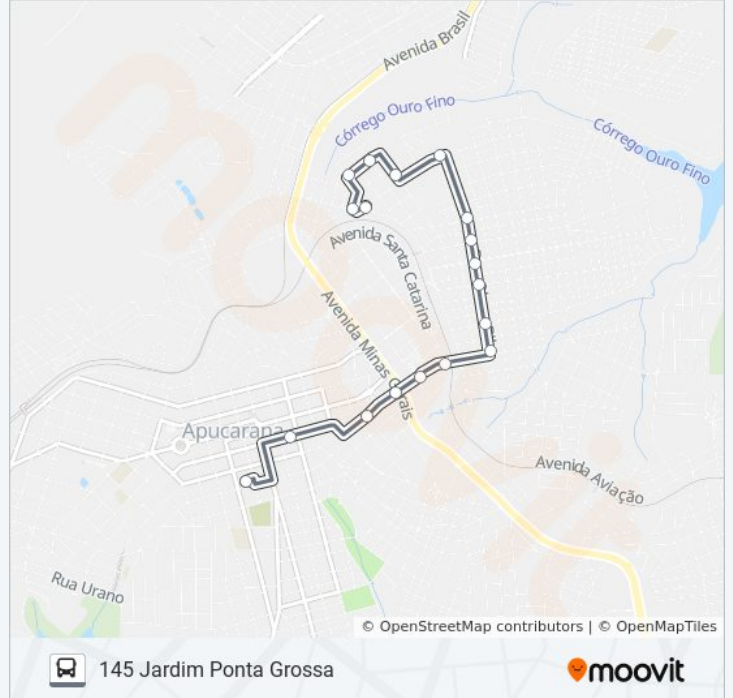 Avenida Brasil
Córrego Ouro Fino
Córrego Ouro Fino
Avenida Santa Catarina
Avenida Minas Gerais
Apucarana
Avenida Aviação
Rua Urano
© OpenStreetMap contributors | © OpenMapTiles
145 Jardim Ponta Grossa
moovit
moovit